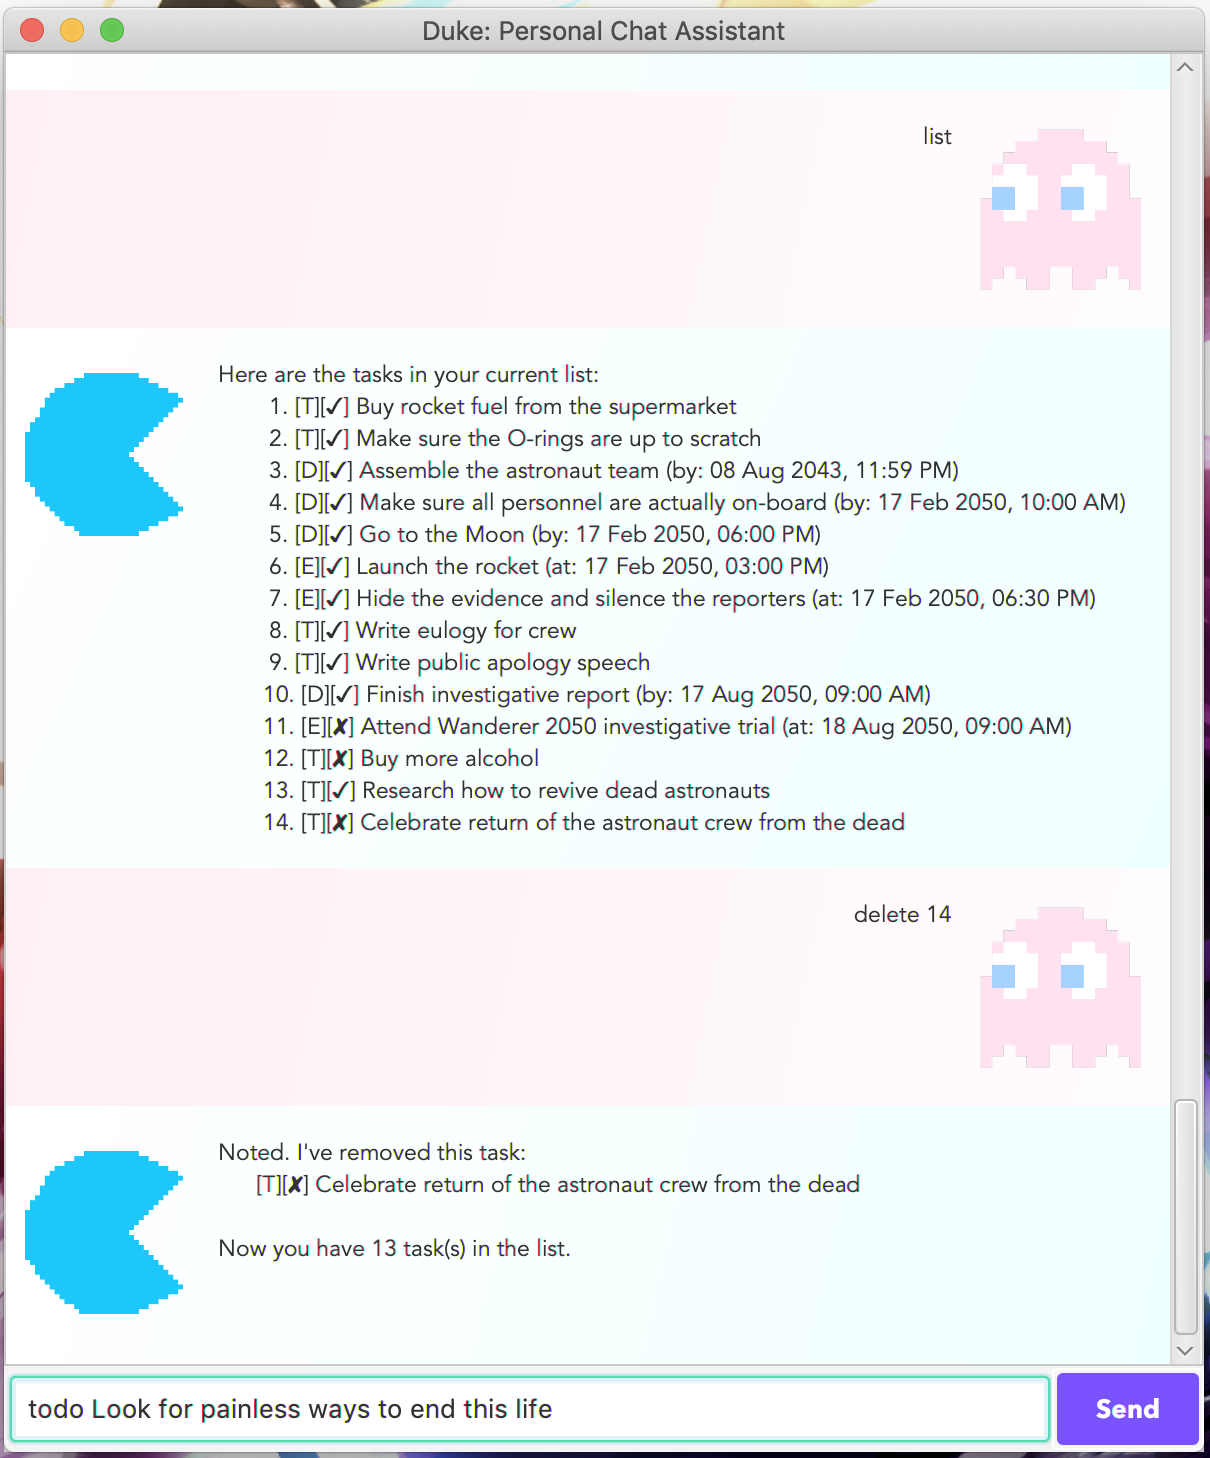 Duke: Personal Chat Assistant
list
Here are the tasks in your current list:
1. [T][✓] Buy rocket fuel from the supermarket
2. [T][✓] Make sure the O-rings are up to scratch
3. [D][✓] Assemble the astronaut team (by: 08 Aug 2043, 11:59 PM)
4. [D][✓] Make sure all personnel are actually on-board (by: 17 Feb 2050, 10:00 AM)
5. [D][✓] Go to the Moon (by: 17 Feb 2050, 06:00 PM)
6. [E][✓] Launch the rocket (at: 17 Feb 2050, 03:00 PM)
7. [E][✓] Hide the evidence and silence the reporters (at: 17 Feb 2050, 06:30 PM)
8. [T][✓] Write eulogy for crew
9. [T][✓] Write public apology speech
10. [D][✓] Finish investigative report (by: 17 Aug 2050, 09:00 AM)
11. [E][✘] Attend Wanderer 2050 investigative trial (at: 18 Aug 2050, 09:00 AM)
12. [T][✘] Buy more alcohol
13. [T][✓] Research how to revive dead astronauts
14. [T][✘] Celebrate return of the astronaut crew from the dead
delete 14
Noted. I've removed this task:
[T][✘] Celebrate return of the astronaut crew from the dead
Now you have 13 task(s) in the list.
todo Look for painless ways to end this life
Send